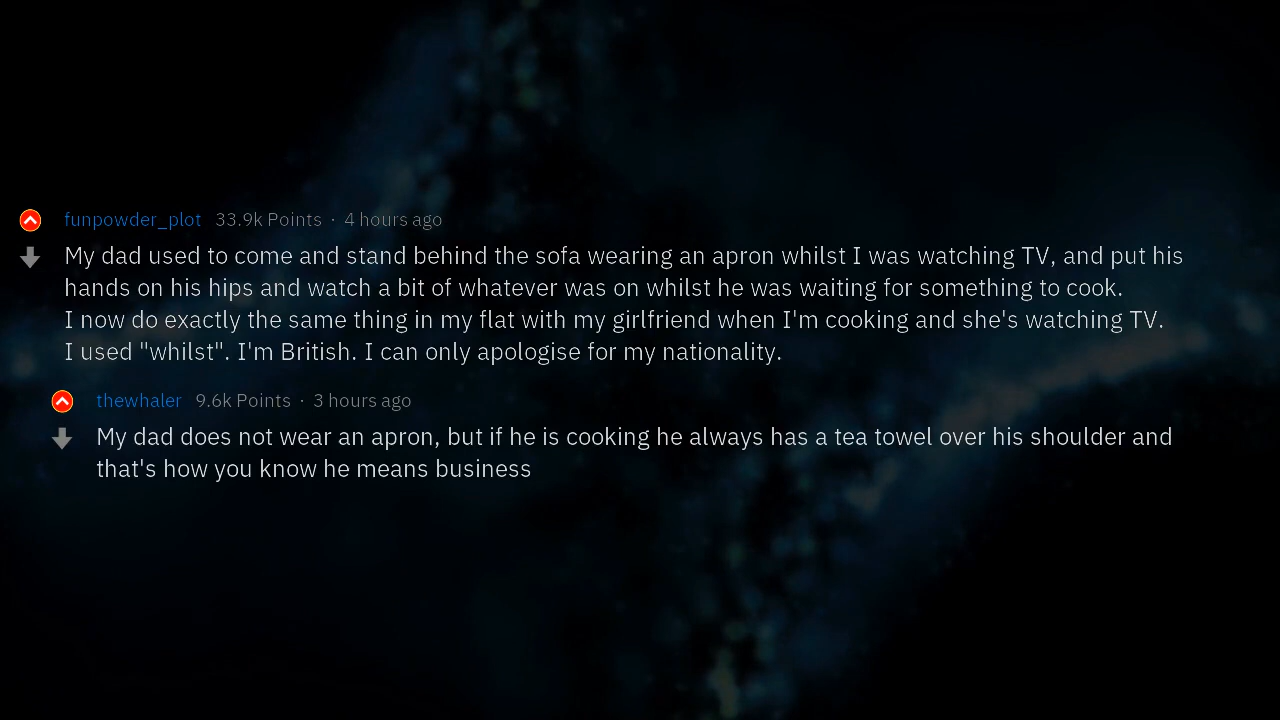 funpowder_plot 33.9k Points · 4 hours ago
My dad used to come and stand behind the sofa wearing an apron whilst I was watching TV, and put his
hands on his hips and watch a bit of whatever was on whilst he was waiting for something to cook.
I now do exactly the same thing in my flat with my girlfriend when I'm cooking and she's watching TV.
I used "whilst". I'm British. I can only apologise for my nationality.
thewhaler 9.6k Points · 3 hours ago
My dad does not wear an apron, but if he is cooking he always has a tea towel over his shoulder and
that's how you know he means business